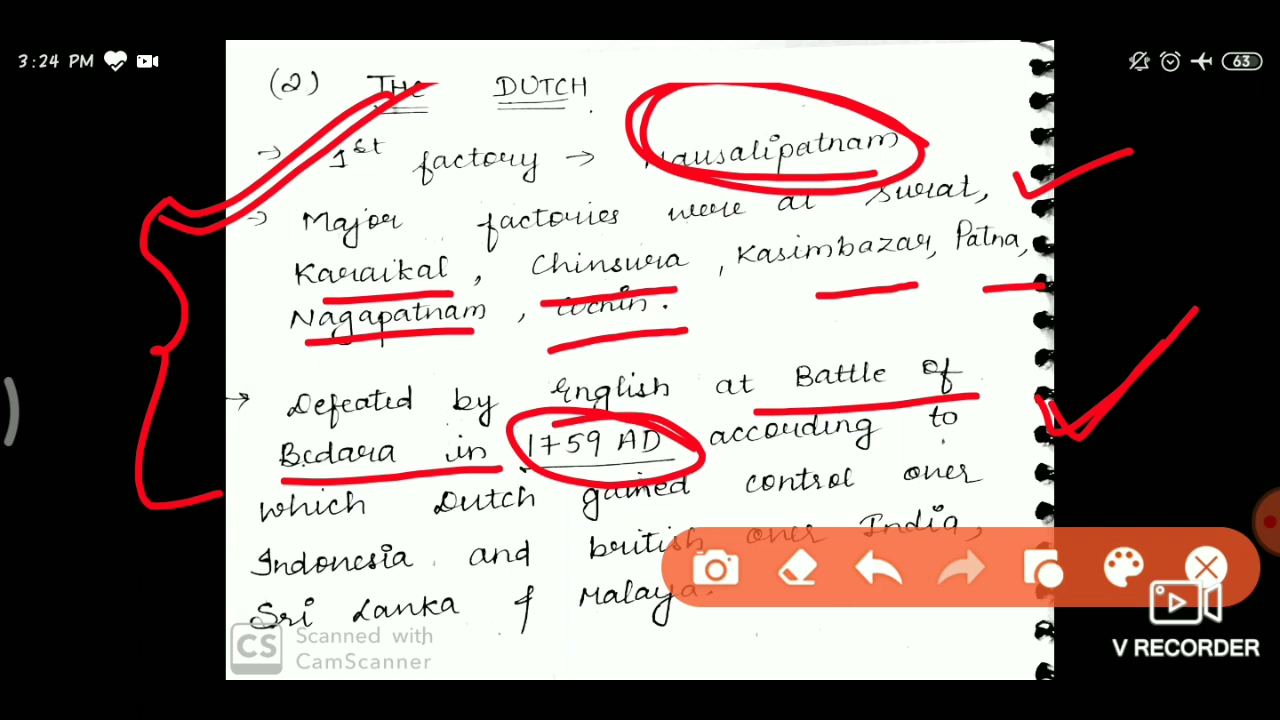 3:24 PM
63
(2) THE DUTCH.
→ 1st factory → Mausalipatnam
→ Major factories were at Surat,
Karaikal, Chinsura, Kasimbazar, Patna,
Nagapatnam, Cochin.
→ Defeated by English at Battle of
Bedara in 1759 AD according to
which Dutch gained control over
Indonesia and british over India,
Sri Lanka & Malaya.
CS Scanned with
CamScanner
V RECORDER